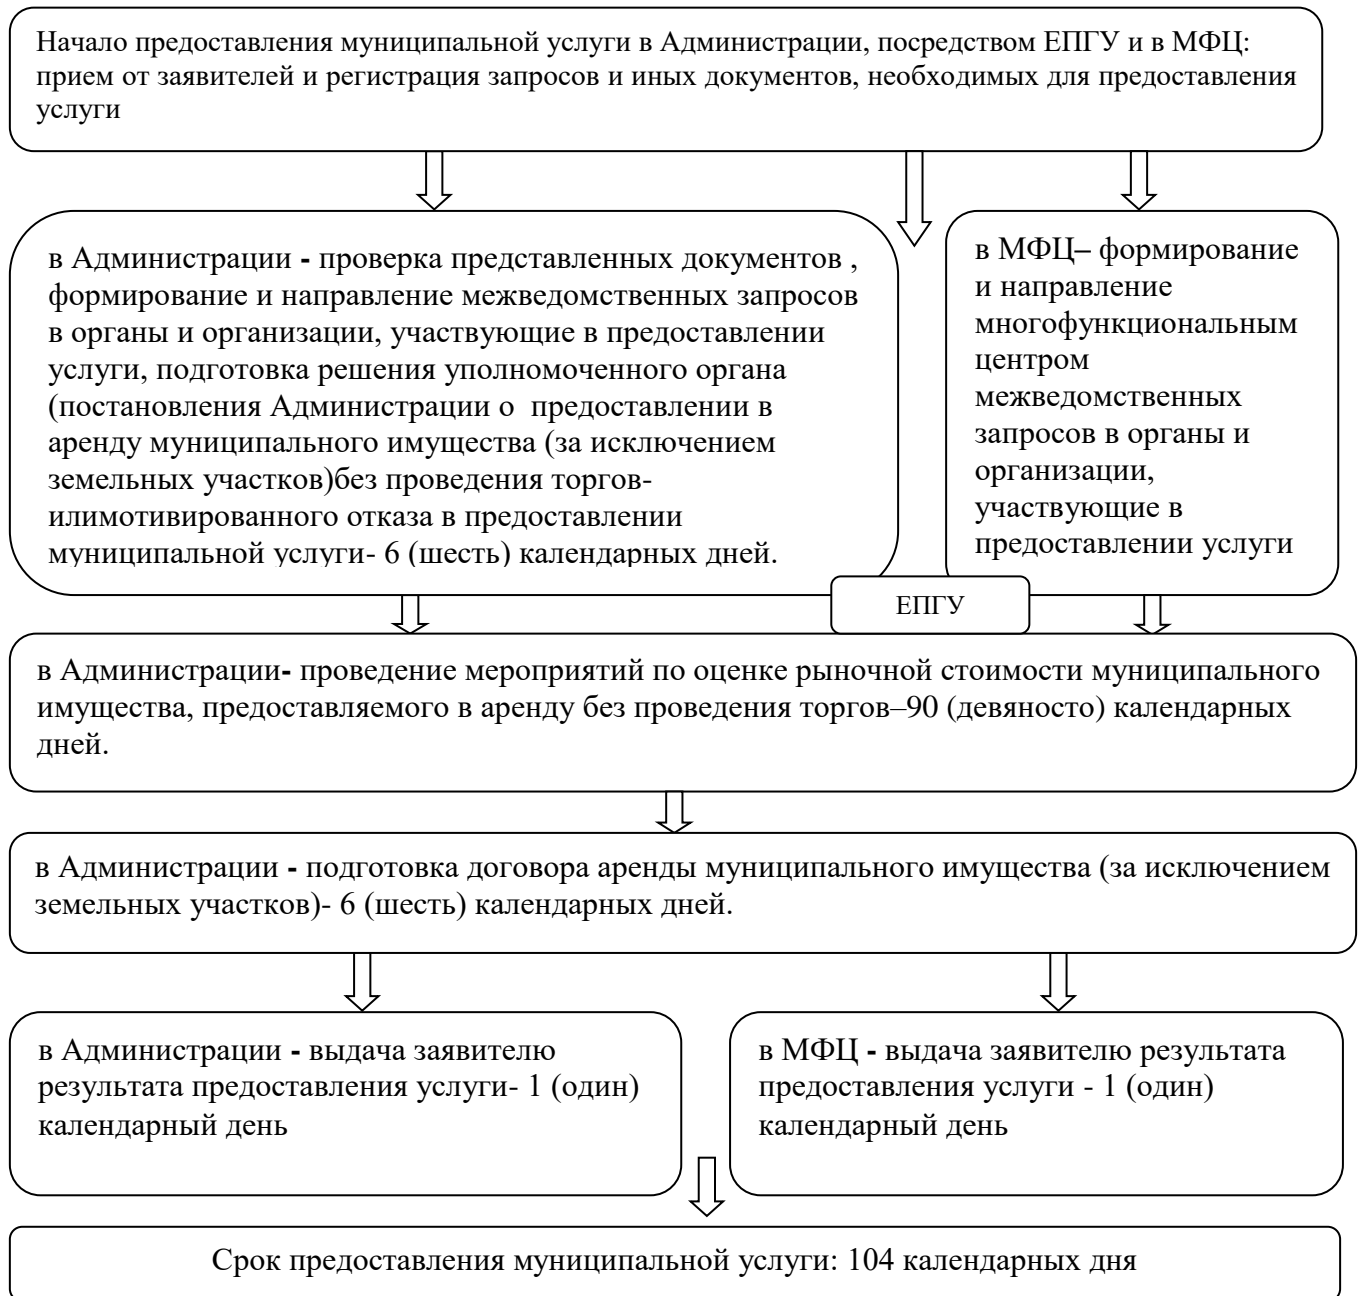 Начало предоставления муниципальной услуги в Администрации, посредством ЕПГУ и в МФЦ:
прием от заявителей и регистрация запросов и иных документов, необходимых для предоставления
услуги
в Администрации - проверка представленных документов ,
формирование и направление межведомственных запросов
в органы и организации, участвующие в предоставлении
услуги, подготовка решения уполномоченного органа
(постановления Администрации о  предоставлении в
аренду муниципального имущества (за исключением
земельных участков)без проведения торгов-
илимотивированного отказа в предоставлении
муниципальной услуги- 6 (шесть) календарных дней.
в МФЦ– формирование
и направление
многофункциональным
центром
межведомственных
запросов в органы и
организации,
участвующие в
предоставлении услуги
ЕПГУ
в Администрации- проведение мероприятий по оценке рыночной стоимости муниципального
имущества, предоставляемого в аренду без проведения торгов–90 (девяносто) календарных
дней.
в Администрации - подготовка договора аренды муниципального имущества (за исключением
земельных участков)- 6 (шесть) календарных дней.
в Администрации - выдача заявителю
результата предоставления услуги- 1 (один)
календарный день
в МФЦ - выдача заявителю результата
предоставления услуги - 1 (один)
календарный день
Срок предоставления муниципальной услуги: 104 календарных дня